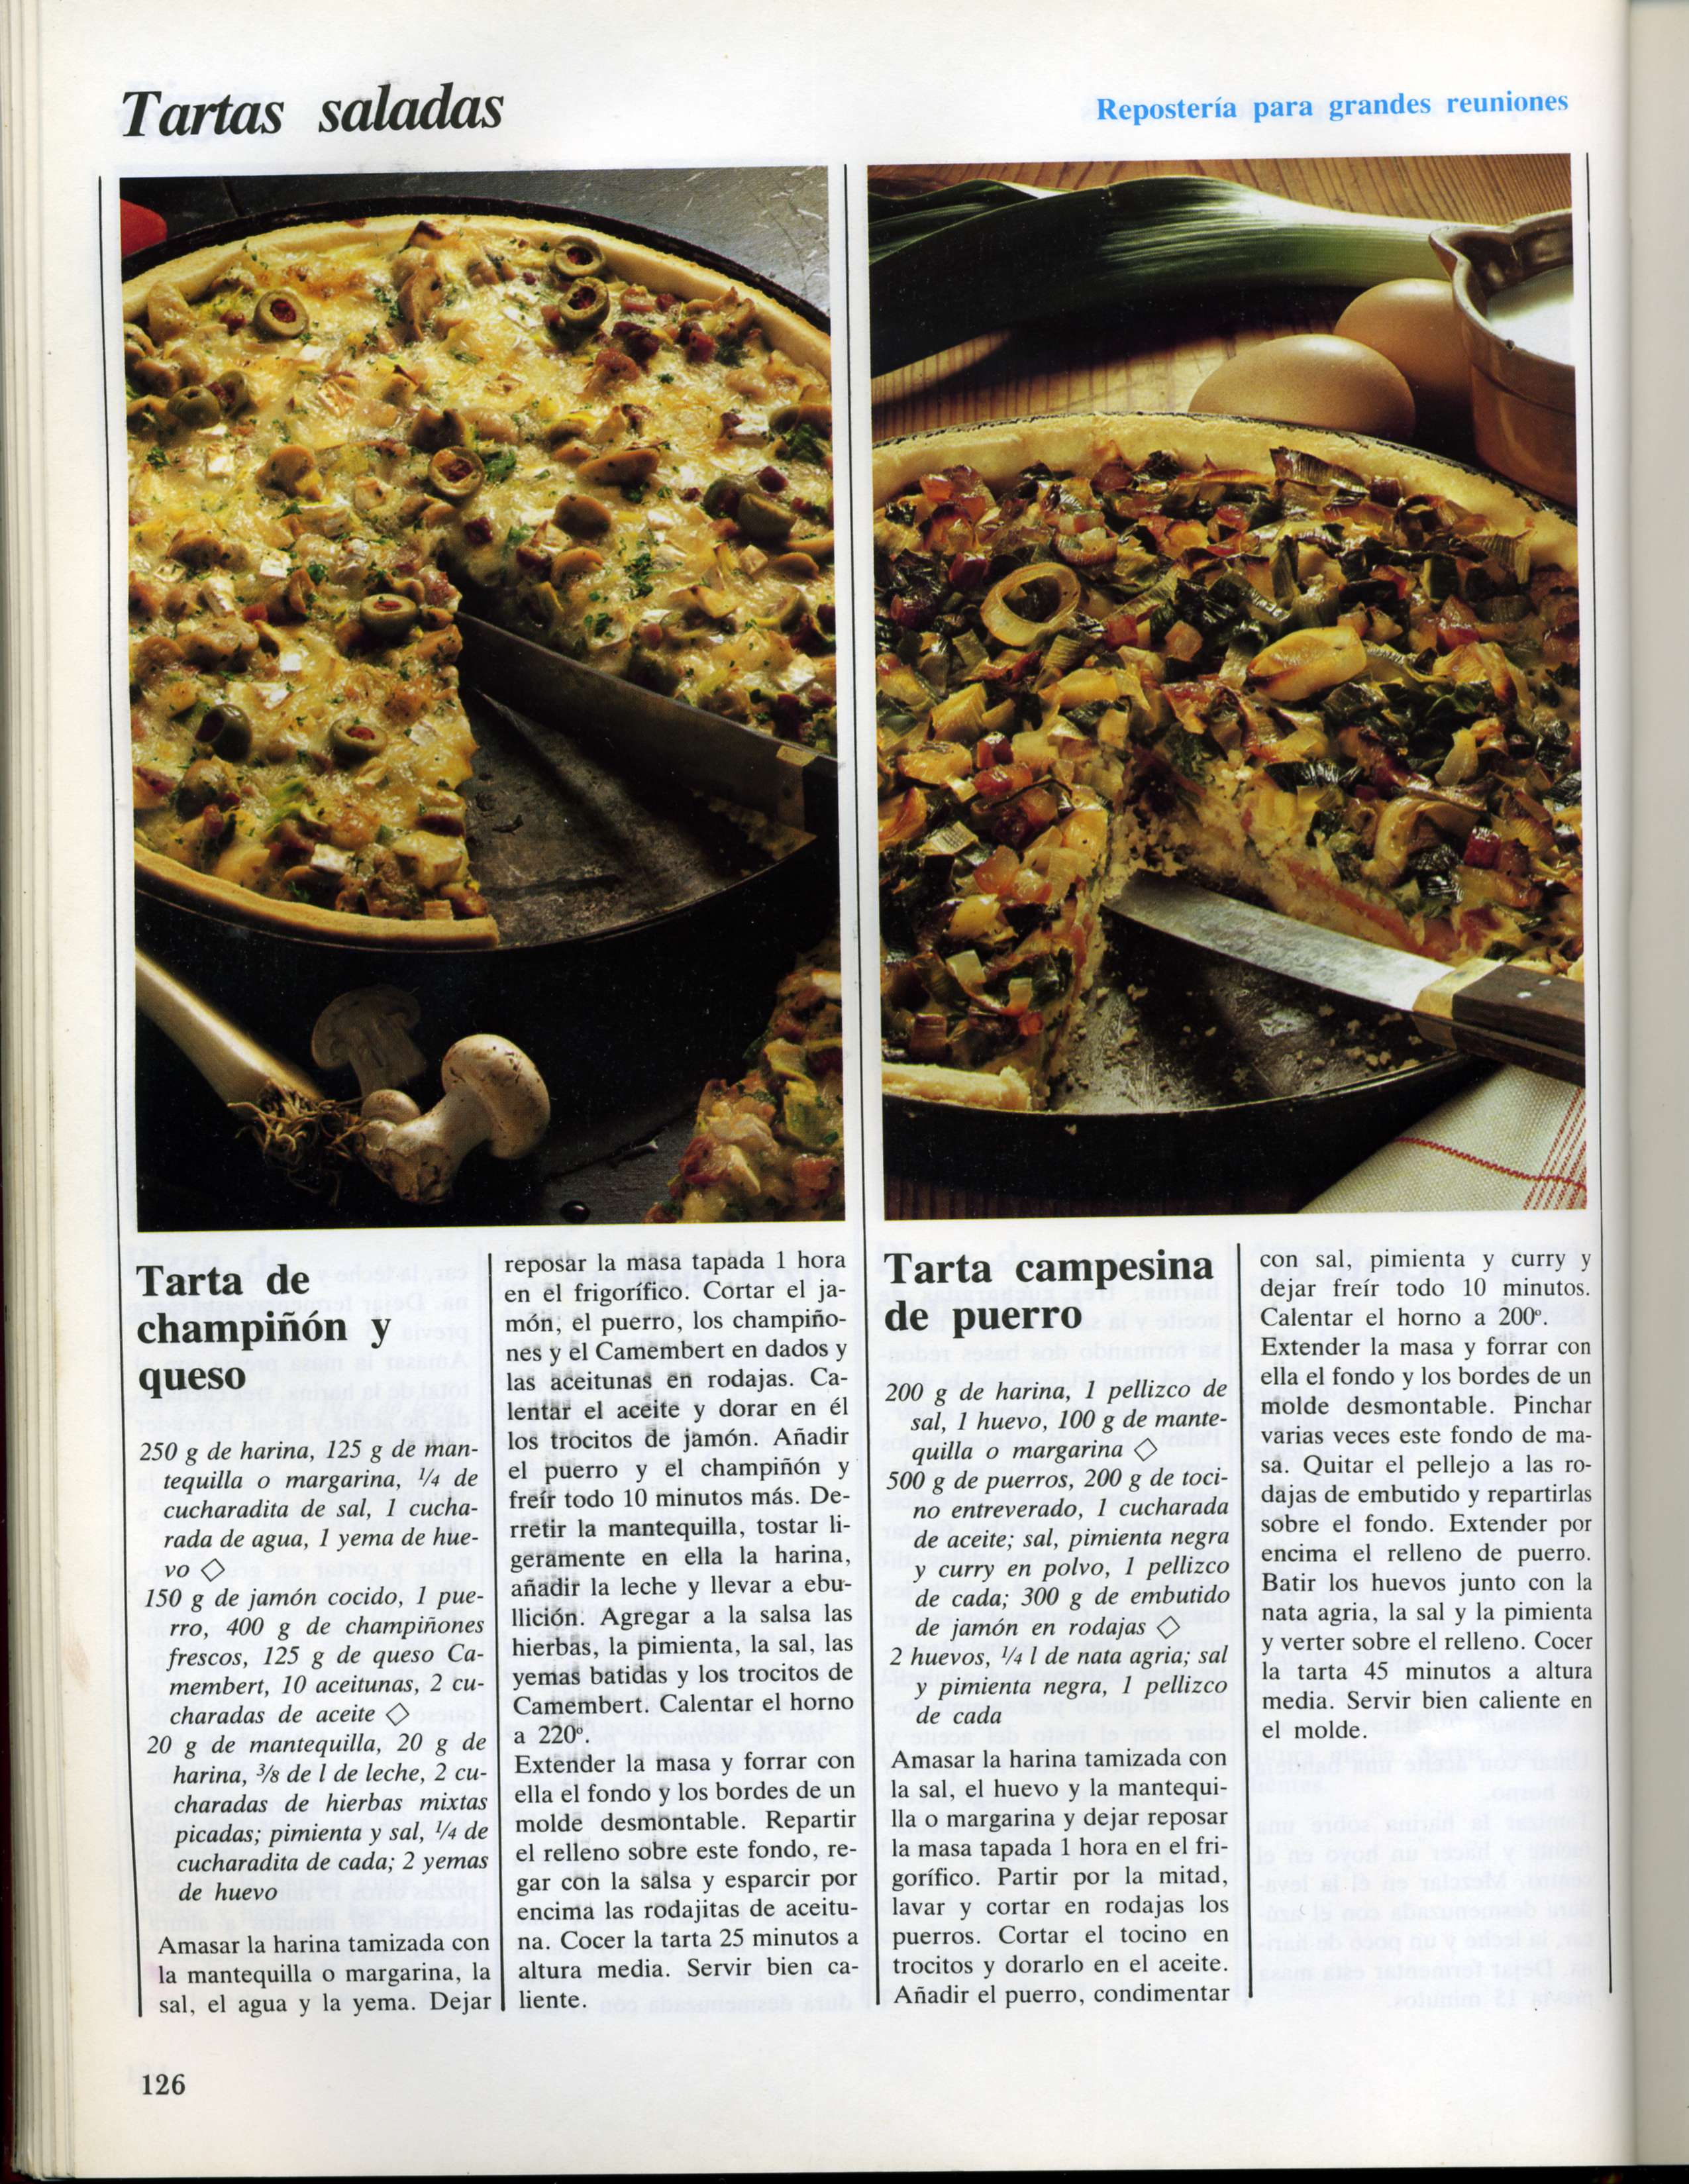 Tartas saladas
Repostería para grandes reuniones
Tarta de
champiñón y
queso
250 g de harina, 125 g de man-
tequilla o margarina, 1/4 de
cucharadita de sal, 1 cucha-
rada de agua, 1 yema de hue-
vo ◇
150 g de jamón cocido, 1 pue-
rro, 400 g de champiñones
frescos, 125 g de queso Ca-
membert, 10 aceitunas, 2 cu-
charadas de aceite ◇
20 g de mantequilla, 20 g de
harina, 3/8 de l de leche, 2 cu-
charadas de hierbas mixtas
picadas; pimienta y sal, 1/4 de
cucharadita de cada; 2 yemas
de huevo
Amasar la harina tamizada con
la mantequilla o margarina, la
sal, el agua y la yema. Dejar
reposar la masa tapada 1 hora
en el frigorífico. Cortar el ja-
món, el puerro, los champiño-
nes y el Camembert en dados y
las aceitunas en rodajas. Ca-
lentar el aceite y dorar en él
los trocitos de jamón. Añadir
el puerro y el champiñón y
freír todo 10 minutos más. De-
rretir la mantequilla, tostar li-
geramente en ella la harina,
añadir la leche y llevar a ebu-
llición. Agregar a la salsa las
hierbas, la pimienta, la sal, las
yemas batidas y los trocitos de
Camembert. Calentar el horno
a 220º.
Extender la masa y forrar con
ella el fondo y los bordes de un
molde desmontable. Repartir
el relleno sobre este fondo, re-
gar con la salsa y esparcir por
encima las rodajitas de aceitu-
na. Cocer la tarta 25 minutos a
altura media. Servir bien ca-
liente.
Tarta campesina
de puerro
200 g de harina, 1 pellizco de
sal, 1 huevo, 100 g de mante-
quilla o margarina ◇
500 g de puerros, 200 g de toci-
no entreverado, 1 cucharada
de aceite; sal, pimienta negra
y curry en polvo, 1 pellizco
de cada; 300 g de embutido
de jamón en rodajas ◇
2 huevos, 1/4 l de nata agria; sal
y pimienta negra, 1 pellizco
de cada
Amasar la harina tamizada con
la sal, el huevo y la mantequi-
lla o margarina y dejar reposar
la masa tapada 1 hora en el fri-
gorífico. Partir por la mitad,
lavar y cortar en rodajas los
puerros. Cortar el tocino en
trocitos y dorarlo en el aceite.
Añadir el puerro, condimentar
con sal, pimienta y curry y
dejar freír todo 10 minutos.
Calentar el horno a 200º.
Extender la masa y forrar con
ella el fondo y los bordes de un
molde desmontable. Pinchar
varias veces este fondo de ma-
sa. Quitar el pellejo a las ro-
dajas de embutido y repartirlas
sobre el fondo. Extender por
encima el relleno de puerro.
Batir los huevos junto con la
nata agria, la sal y la pimienta
y verter sobre el relleno. Cocer
la tarta 45 minutos a altura
media. Servir bien caliente en
el molde.
126